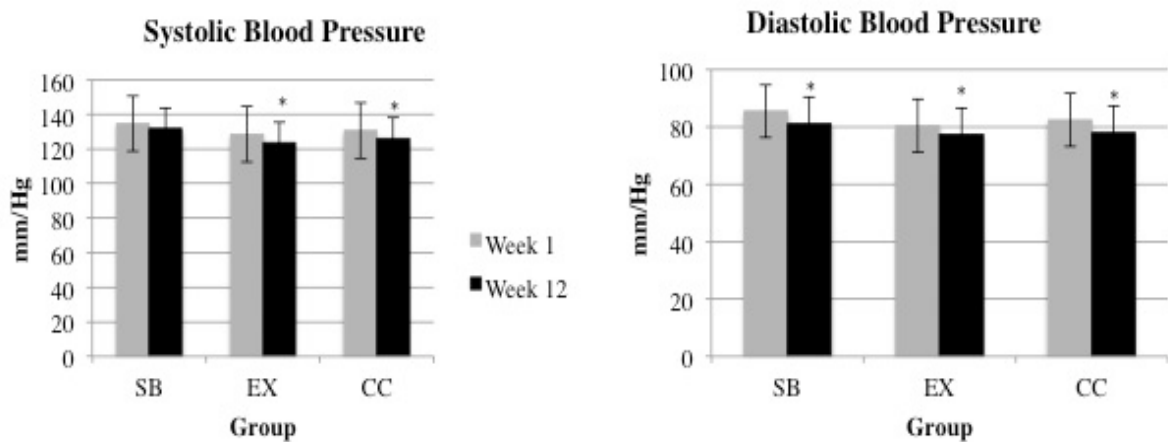 Systolic Blood Pressure
160
140
120
100
80
60
40
20
0
mm/Hg
* *
SB EX CC
Group
Week 1
Week 12
Diastolic Blood Pressure
100
80
60
40
20
0
mm/Hg
* * *
SB EX CC
Group